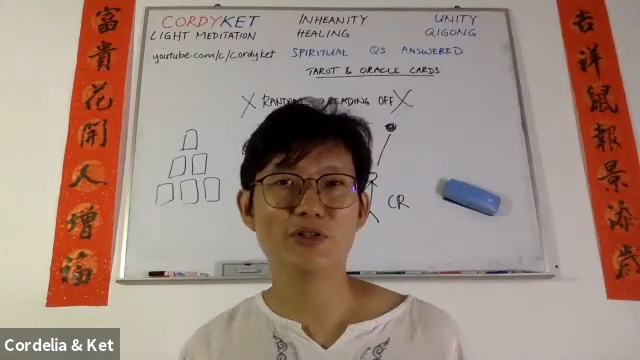 CORDYKET
LIGHT MEDITATION
INHEANITY
HEALING
UNITY
QIGONG
youtube.com/c/cordyket SPIRITUAL QS ANSWERED
TAROT & ORACLE CARDS
X RANDOM READING OFF X
CR
富貴花開人增福
吉祥鼠報景添歲
Cordelia & Ket